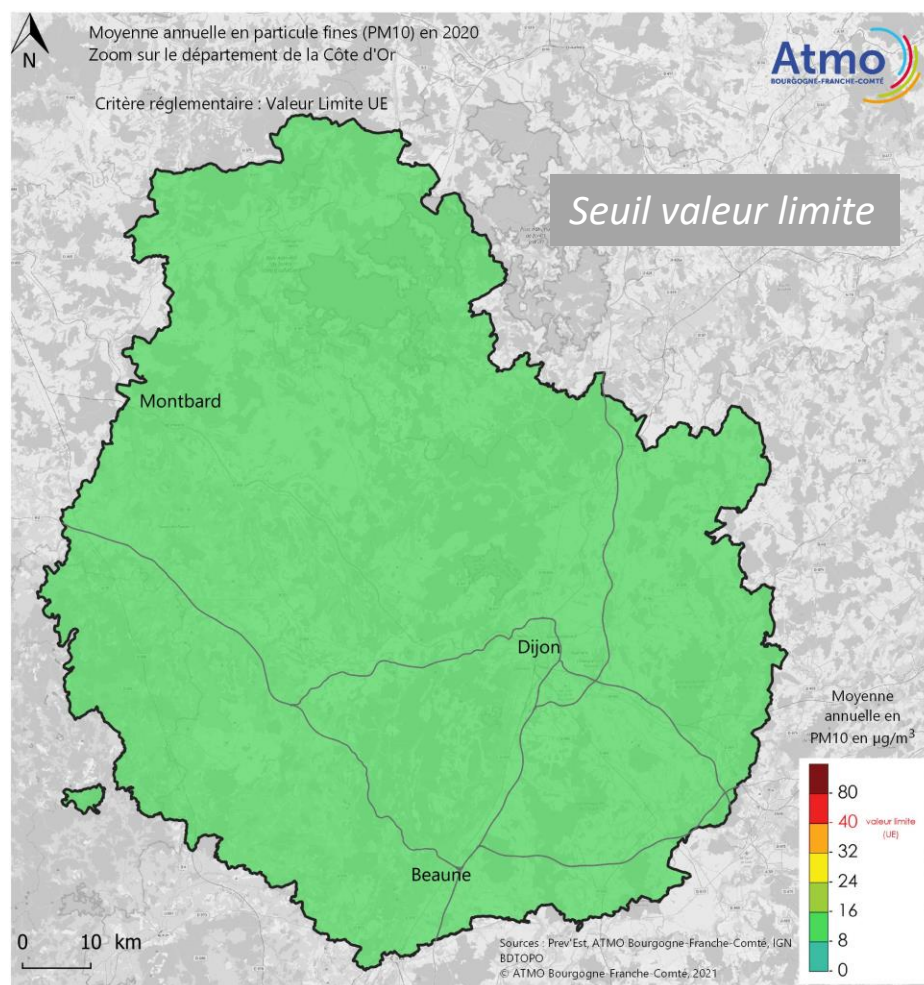 Moyenne annuelle en particule fines (PM10) en 2020
Zoom sur le département de la Côte d'Or
N
Atmo
BOURGOGNE-FRANCHE-COMTÉ
Critère réglementaire : Valeur Limite UE
Seuil valeur limite
Montbard
Dijon
Beaune
Moyenne
annuelle en
PM10 en µg/m³
80
40 valeur limite
(UE)
32
24
16
8
0
0 10 km
Sources : Prev'Est, ATMO Bourgogne-Franche-Comté, IGN
BDTOPO
© ATMO Bourgogne-Franche-Comté, 2021